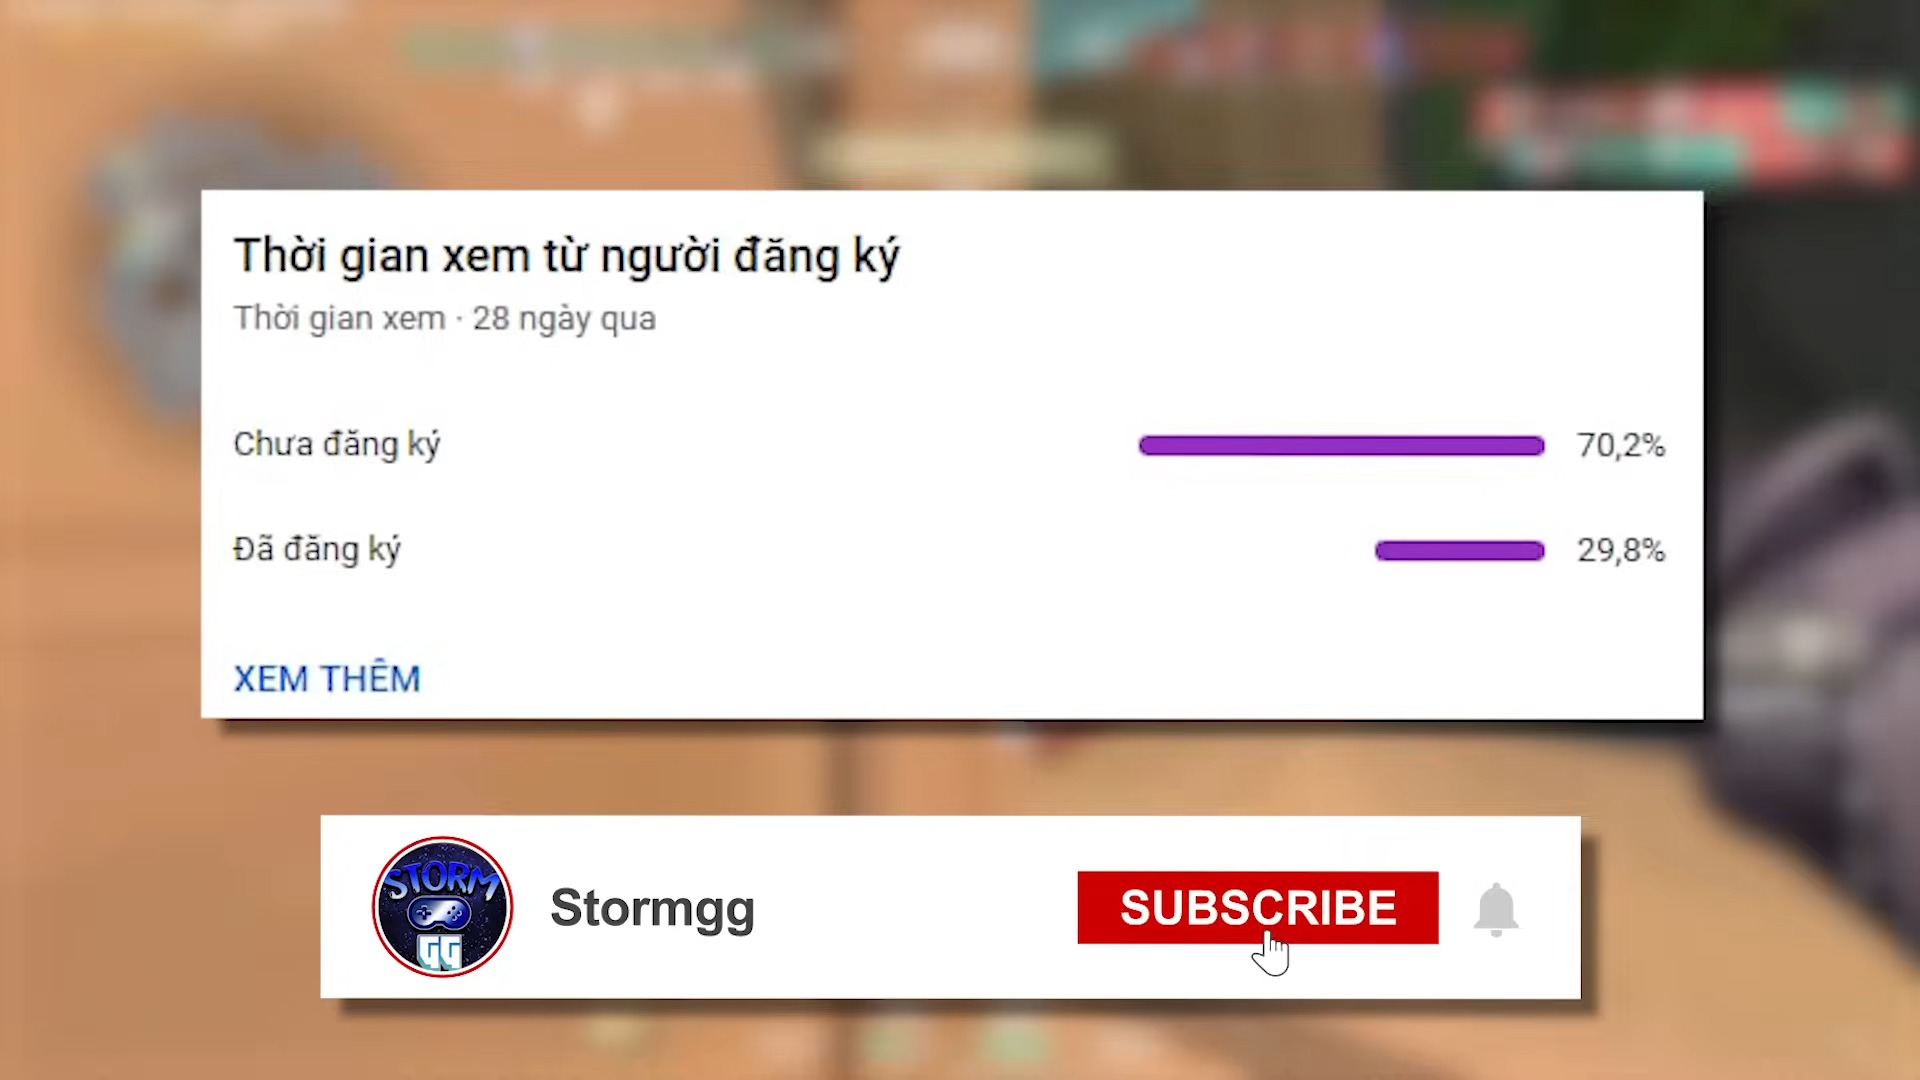 Thời gian xem từ người đăng ký
Thời gian xem · 28 ngày qua
Chưa đăng ký 70,2%
Đã đăng ký 29,8%
XEM THÊM
STORM
GG
Stormgg
SUBSCRIBE